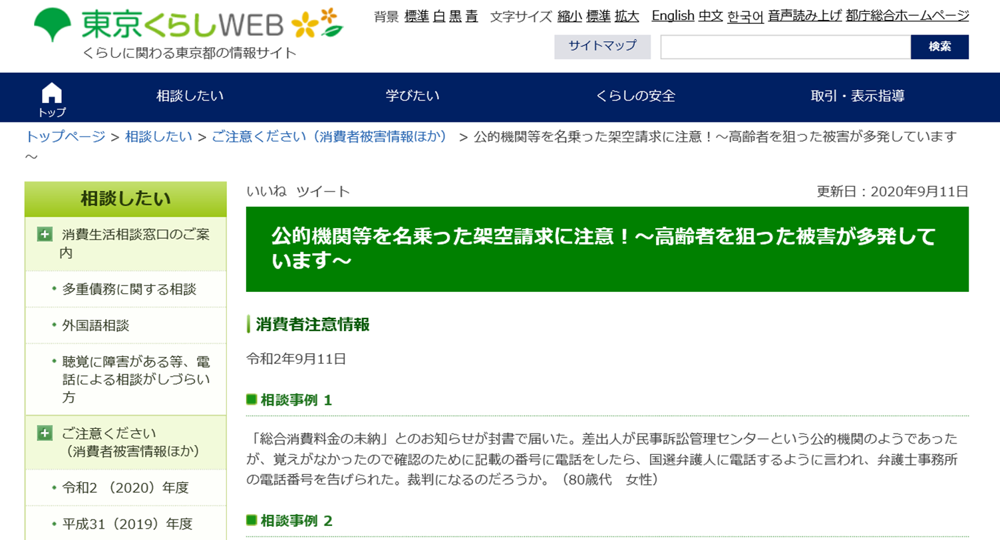 東京くらしWEB
くらしに関わる東京都の情報サイト
背景 標準 白 黒 青 文字サイズ 縮小 標準 拡大 English 中文 한국어 音声読み上げ 都庁総合ホームページ
サイトマップ
検索
トップ
相談したい
学びたい
くらしの安全
取引・表示指導
トップページ > 相談したい > ご注意ください（消費者被害情報ほか） > 公的機関等を名乗った架空請求に注意！～高齢者を狙った被害が多発しています
～
相談したい
消費生活相談窓口のご案
内
・多重債務に関する相談
・外国語相談
・聴覚に障害がある等、電
話による相談がしづらい
方
ご注意ください
（消費者被害情報ほか）
・令和2 （2020）年度
・平成31（2019）年度
いいね ツイート
更新日：2020年9月11日
公的機関等を名乗った架空請求に注意！～高齢者を狙った被害が多発して
います～
消費者注意情報
令和2年9月11日
相談事例 1
「総合消費料金の未納」とのお知らせが封書で届いた。差出人が民事訴訟管理センターという公的機関のようであった
が、覚えがなかったので確認のために記載の番号に電話をしたら、国選弁護人に電話するように言われ、弁護士事務所
の電話番号を告げられた。裁判になるのだろうか。（80歳代　女性）
相談事例 2